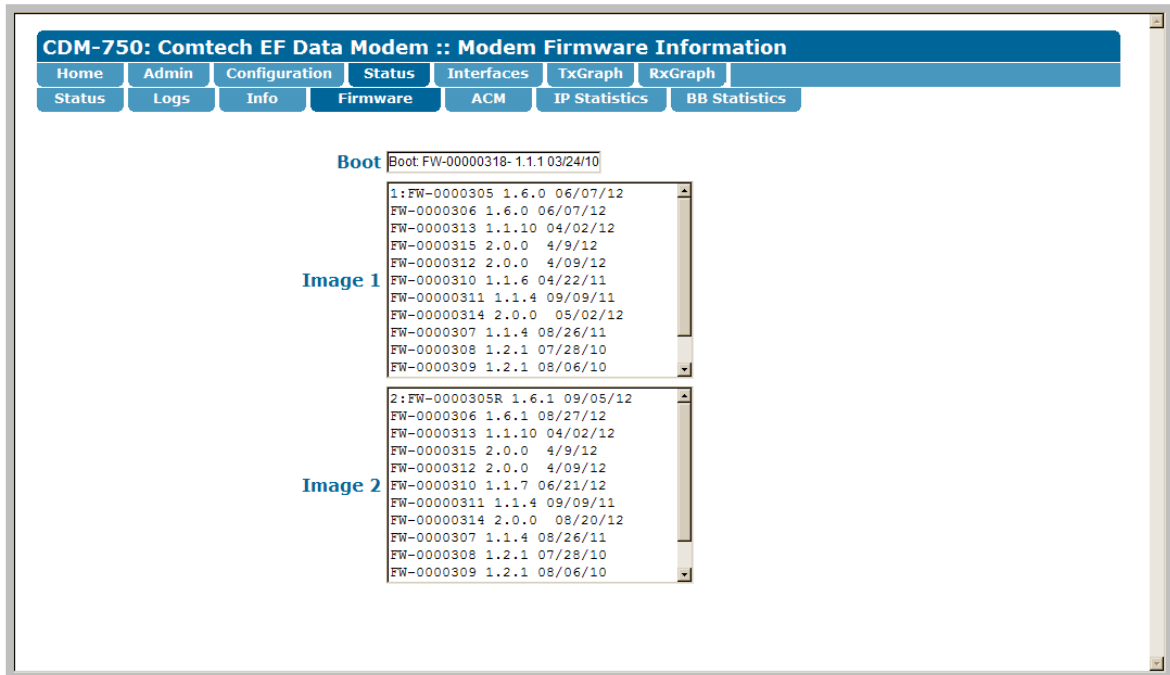 CDM-750: Comtech EF Data Modem :: Modem Firmware Information
Home Admin Configuration Status Interfaces TxGraph RxGraph
Status Logs Info Firmware ACM IP Statistics BB Statistics
Boot Boot: FW-00000318- 1.1.1 03/24/10
Image 1
1:FW-0000305 1.6.0 06/07/12
FW-0000306 1.6.0 06/07/12
FW-0000313 1.1.10 04/02/12
FW-0000315 2.0.0  4/9/12
FW-0000312 2.0.0  4/09/12
FW-0000310 1.1.6 04/22/11
FW-00000311 1.1.4 09/09/11
FW-00000314 2.0.0  05/02/12
FW-0000307 1.1.4 08/26/11
FW-0000308 1.2.1 07/28/10
FW-0000309 1.2.1 08/06/10
Image 2
2:FW-0000305R 1.6.1 09/05/12
FW-0000306 1.6.1 08/27/12
FW-0000313 1.1.10 04/02/12
FW-0000315 2.0.0  4/9/12
FW-0000312 2.0.0  4/09/12
FW-0000310 1.1.7 06/21/12
FW-00000311 1.1.4 09/09/11
FW-00000314 2.0.0  08/20/12
FW-0000307 1.1.4 08/26/11
FW-0000308 1.2.1 07/28/10
FW-0000309 1.2.1 08/06/10